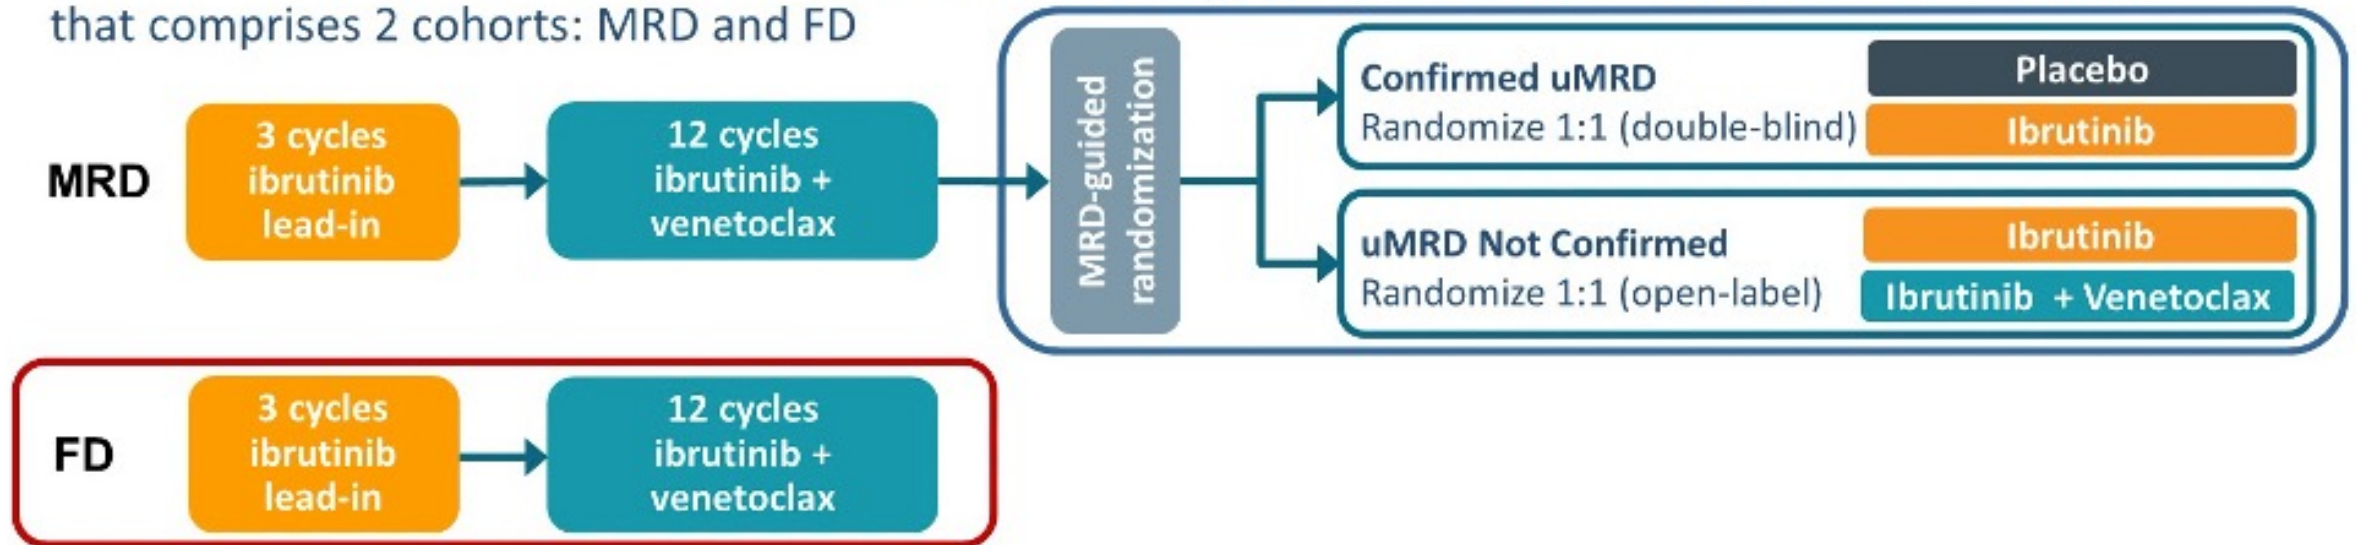 that comprises 2 cohorts: MRD and FD
MRD
3 cycles
ibrutinib
lead-in
12 cycles
ibrutinib +
venetoclax
MRD-guided
randomization
Confirmed uMRD
Randomize 1:1 (double-blind)
Placebo
Ibrutinib
uMRD Not Confirmed
Randomize 1:1 (open-label)
Ibrutinib
Ibrutinib + Venetoclax
FD
3 cycles
ibrutinib
lead-in
12 cycles
ibrutinib +
venetoclax